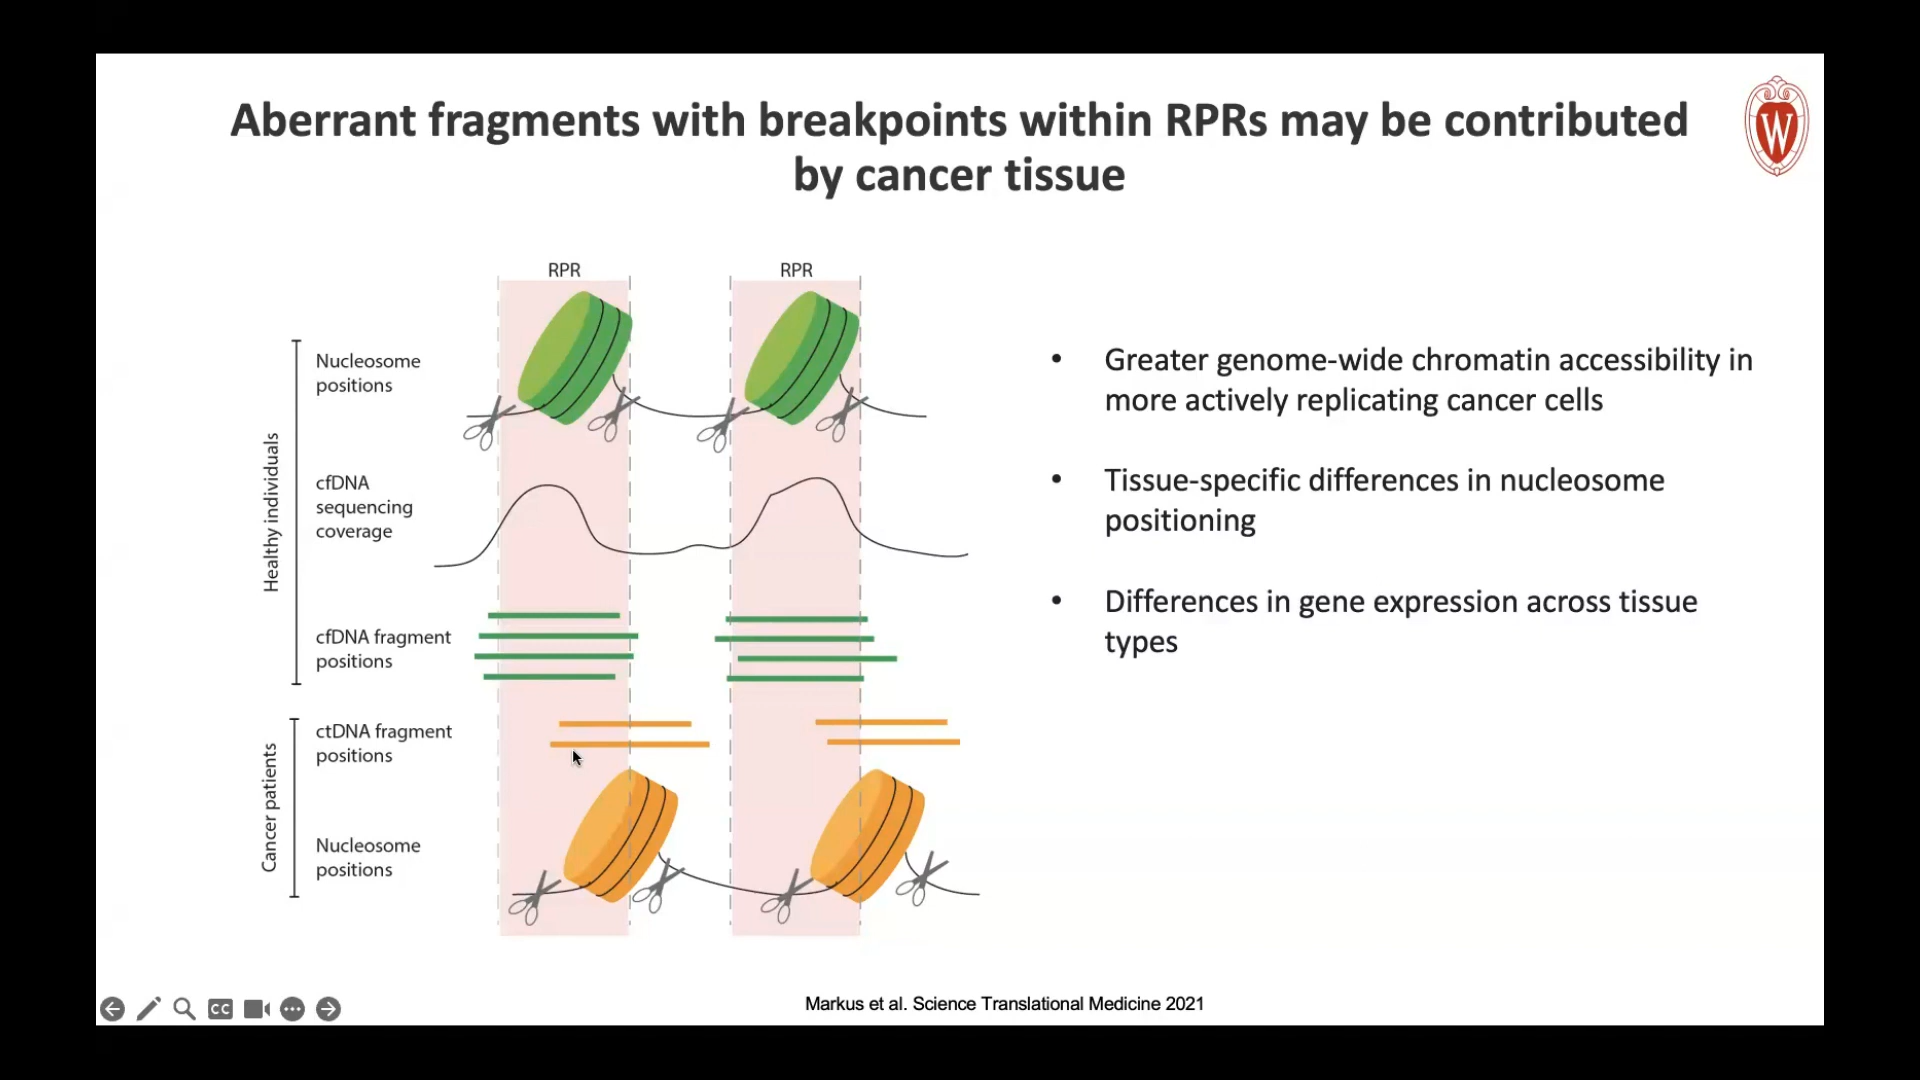 Aberrant fragments with breakpoints within RPRs may be contributed
by cancer tissue
W
RPR
RPR
Healthy individuals
Nucleosome
positions
cfDNA
sequencing
coverage
cfDNA fragment
positions
Cancer patients
ctDNA fragment
positions
Nucleosome
positions
• Greater genome-wide chromatin accessibility in
more actively replicating cancer cells
• Tissue-specific differences in nucleosome
positioning
• Differences in gene expression across tissue
types
CC
Markus et al. Science Translational Medicine 2021